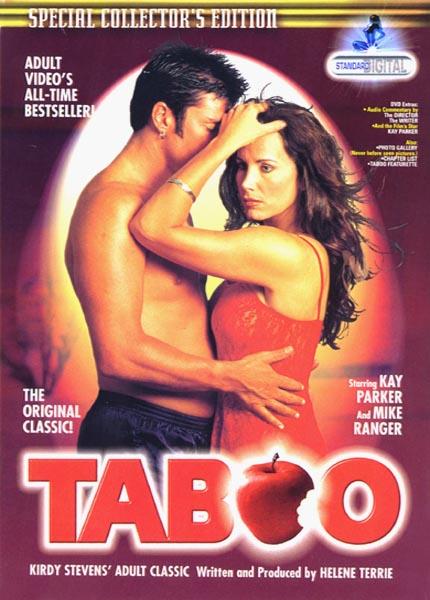 SPECIAL COLLECTOR'S EDITION
STANDARD DIGITAL
ADULT
VIDEO'S
ALL-TIME
BESTSELLER!
DVD Extras:
• Audio Commentary by
The DIRECTOR
The WRITER
•And the Film's Star
KAY PARKER
Also:
•PHOTO GALLERY
(Never before seen pictures.)
•CHAPTER LIST
•TABOO FEATURETTE
THE
ORIGINAL
CLASSIC!
Starring KAY
PARKER
And MIKE
RANGER
TABOO
KIRDY STEVENS' ADULT CLASSIC Written and Produced by HELENE TERRIE